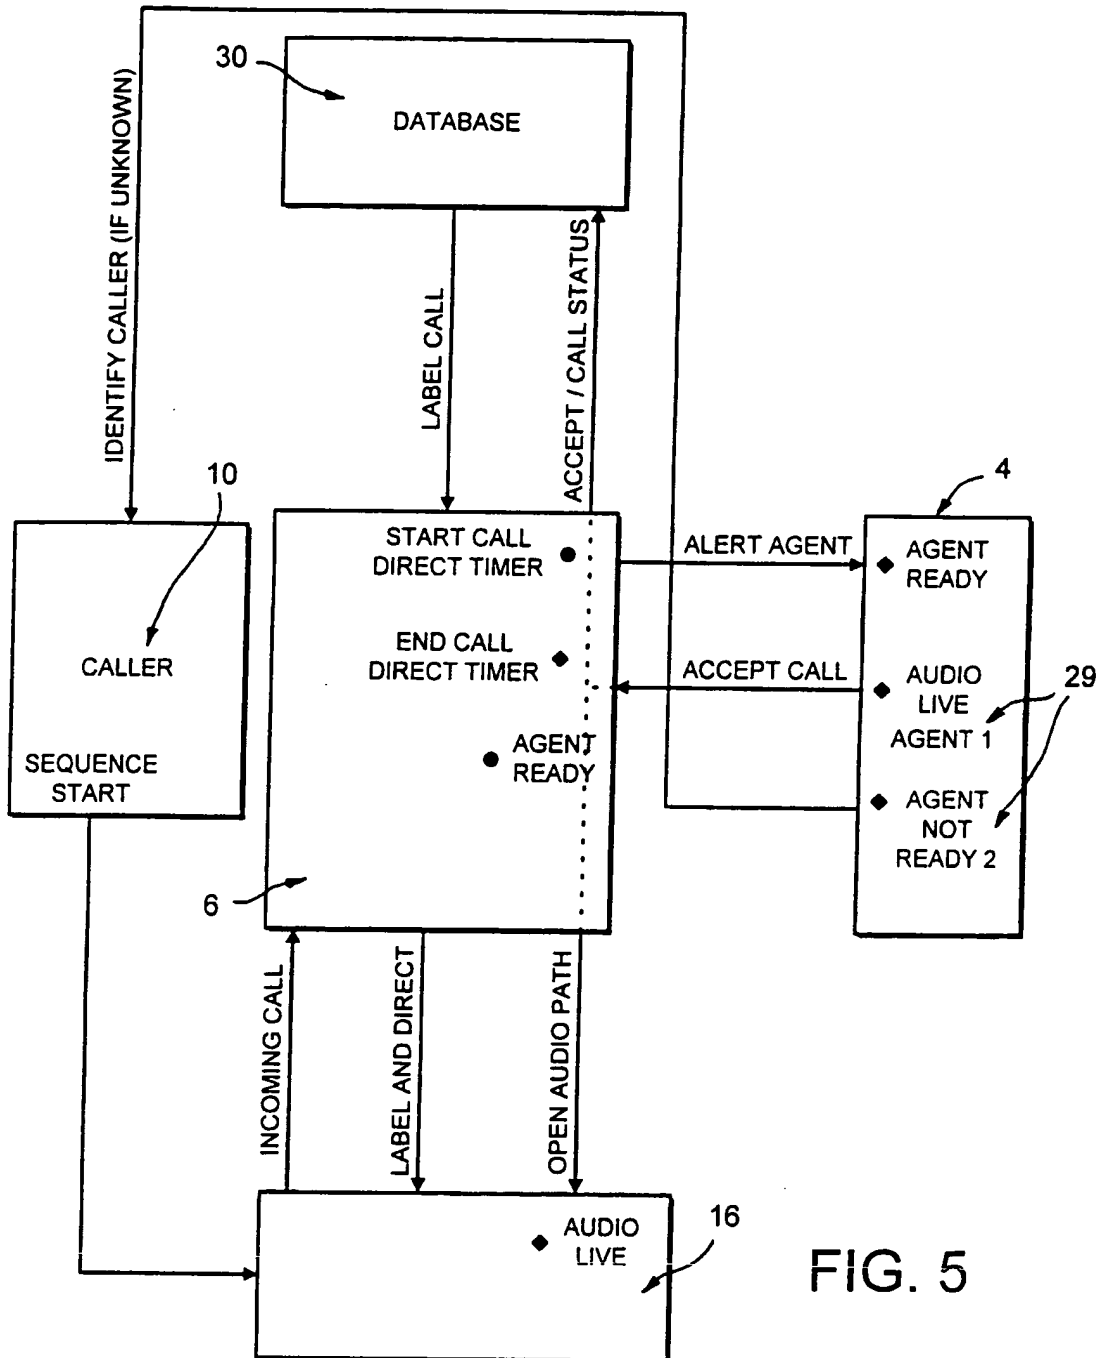 30
DATABASE
IDENTIFY CALLER (IF UNKNOWN)
LABEL CALL
ACCEPT / CALL STATUS
10
CALLER
SEQUENCE
START
START CALL
DIRECT TIMER
END CALL
DIRECT TIMER
AGENT
READY
6
ALERT AGENT
ACCEPT CALL
4
AGENT
READY
AUDIO
LIVE
AGENT 1
29
AGENT
NOT
READY 2
INCOMING CALL
LABEL AND DIRECT
OPEN AUDIO PATH
AUDIO
LIVE
16
FIG. 5